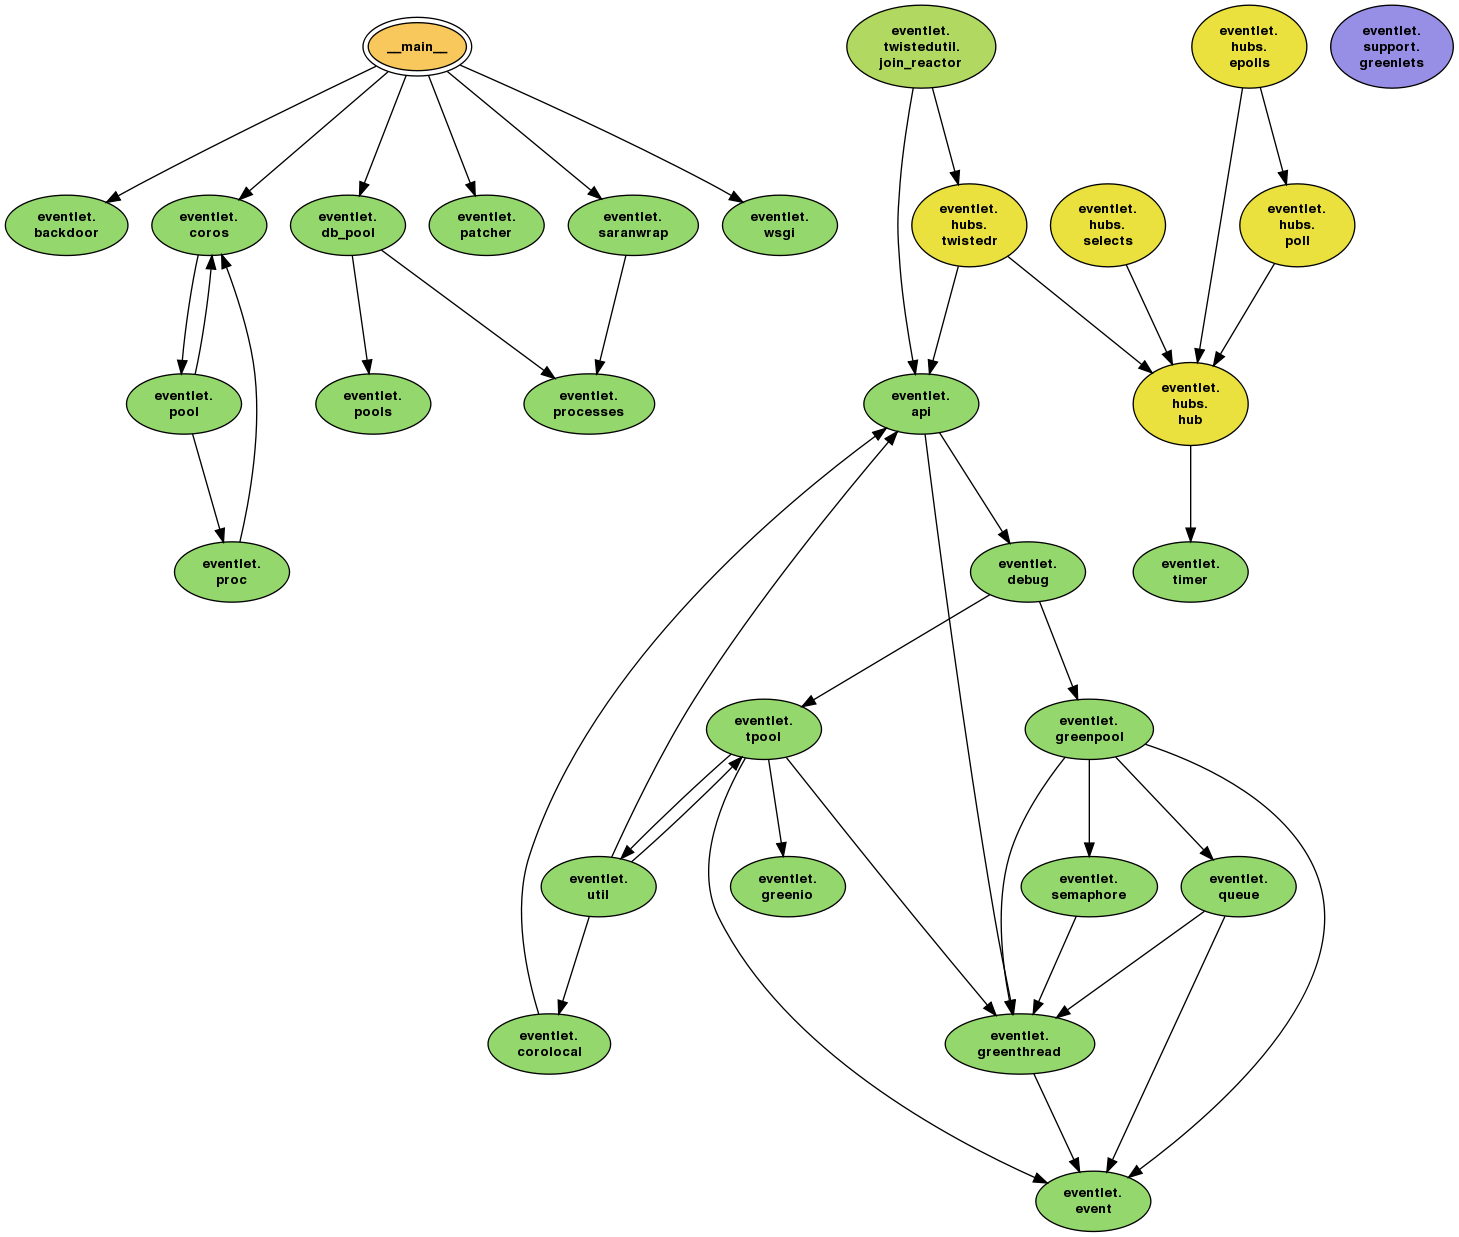 __main__
eventlet.
twistedutil.
join_reactor
eventlet.
hubs.
epolls
eventlet.
support.
greenlets
eventlet.
backdoor
eventlet.
coros
eventlet.
db_pool
eventlet.
patcher
eventlet.
saranwrap
eventlet.
wsgi
eventlet.
hubs.
twistedr
eventlet.
hubs.
selects
eventlet.
hubs.
poll
eventlet.
pool
eventlet.
pools
eventlet.
processes
eventlet.
api
eventlet.
hubs.
hub
eventlet.
proc
eventlet.
debug
eventlet.
timer
eventlet.
tpool
eventlet.
greenpool
eventlet.
util
eventlet.
greenio
eventlet.
semaphore
eventlet.
queue
eventlet.
corolocal
eventlet.
greenthread
eventlet.
event